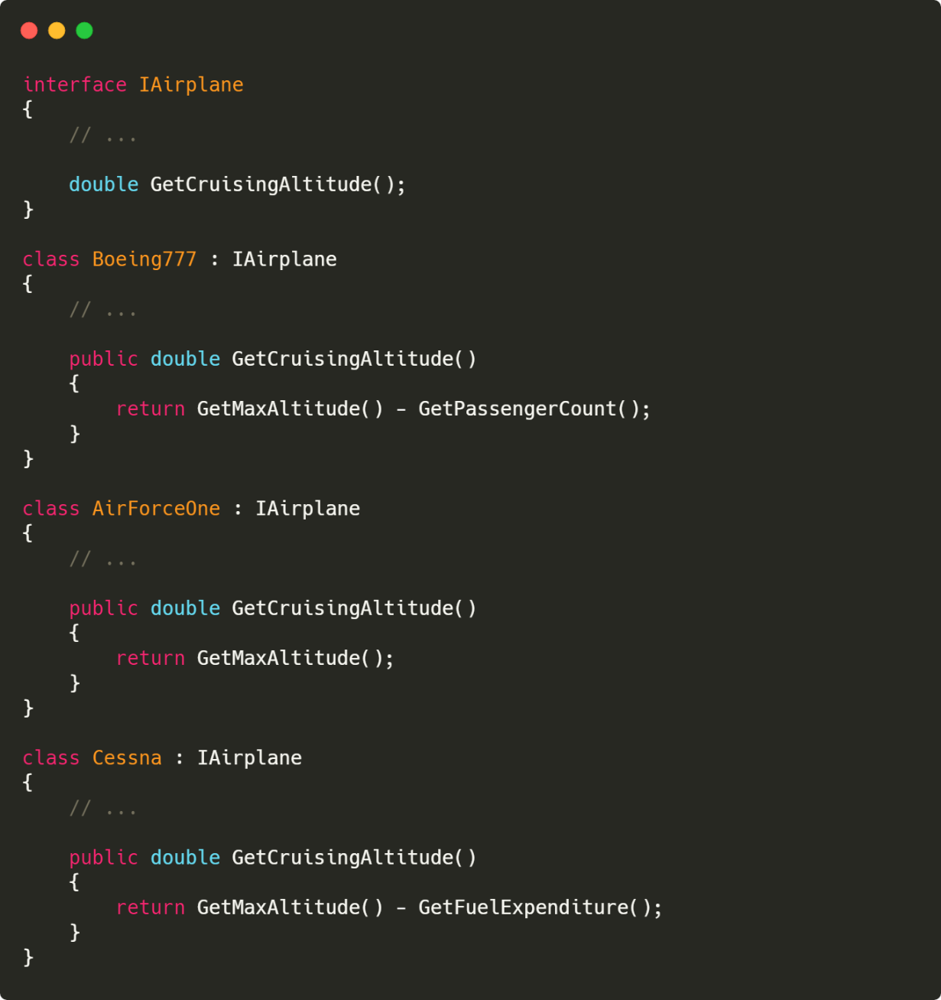 interface IAirplane
{
    // ...

    double GetCruisingAltitude();
}

class Boeing777 : IAirplane
{
    // ...

    public double GetCruisingAltitude()
    {
        return GetMaxAltitude() - GetPassengerCount();
    }
}

class AirForceOne : IAirplane
{
    // ...

    public double GetCruisingAltitude()
    {
        return GetMaxAltitude();
    }
}

class Cessna : IAirplane
{
    // ...

    public double GetCruisingAltitude()
    {
        return GetMaxAltitude() - GetFuelExpenditure();
    }
}